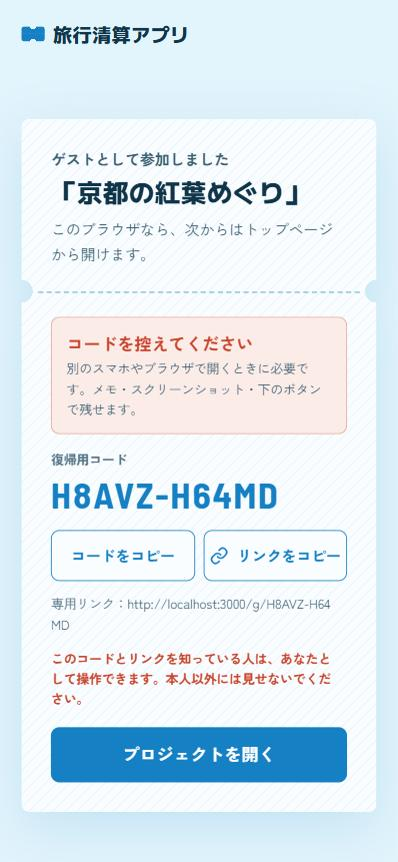 旅行清算アプリ
ゲストとして参加しました
「京都の紅葉めぐり」
このブラウザなら、次からはトップページ
から開けます。
コードを控えてください
別のスマホやブラウザで開くときに必要で
す。メモ・スクリーンショット・下のボタン
で残せます。
復帰用コード
H8AVZ-H64MD
コードをコピー
リンクをコピー
専用リンク：http://localhost:3000/g/H8AVZ-H64
MD
このコードとリンクを知っている人は、あなたと
して操作できます。本人以外には見せないでくだ
さい。
プロジェクトを開く